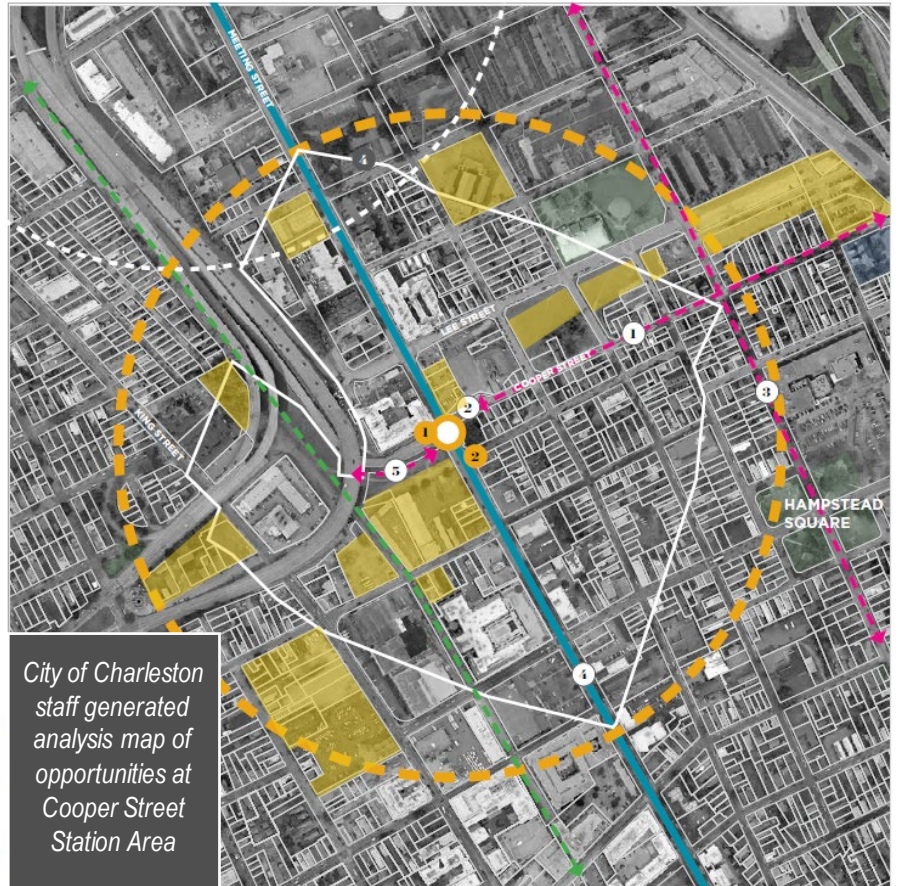 MEETING STREET
4
LEE STREET
1
COOPER STREET
2
3
1
2
KING STREET
5
HAMPSTEAD
SQUARE
4
City of Charleston
staff generated
analysis map of
opportunities at
Cooper Street
Station Area